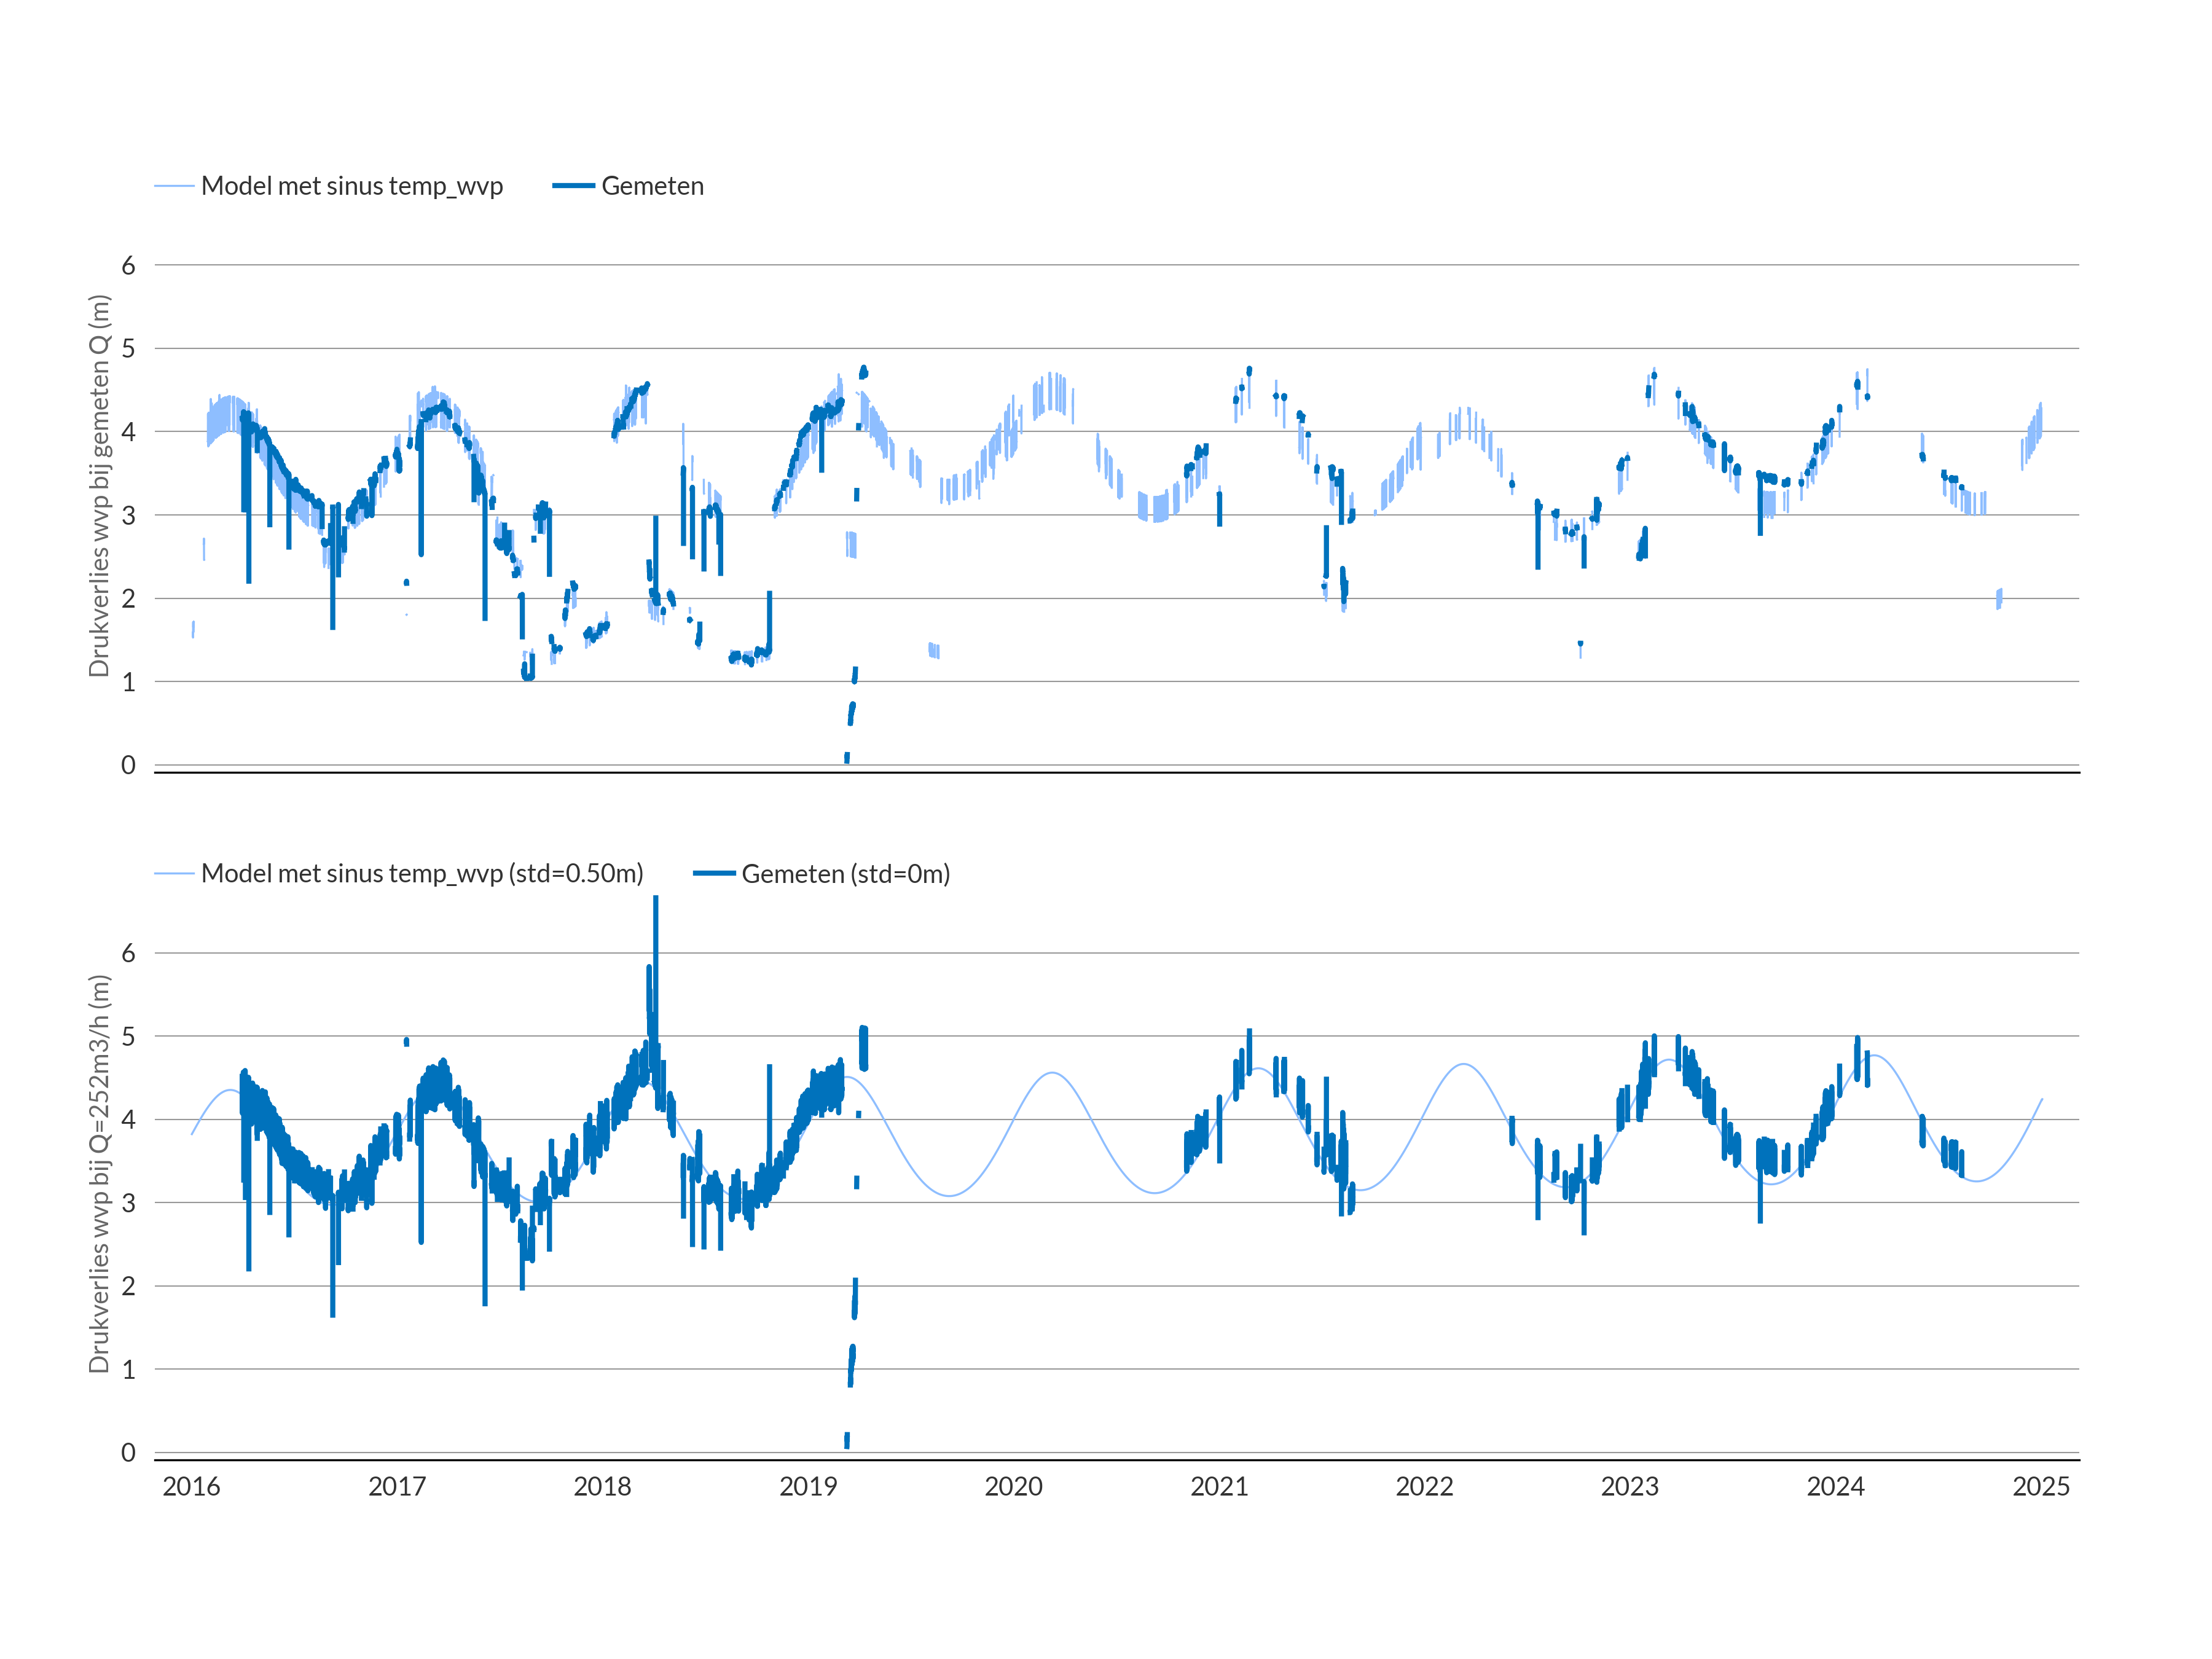 Model met sinus temp_wvp Gemeten
6
5
4
3
2
1
0
Drukverlies wvp bij gemeten Q (m)
Model met sinus temp_wvp (std=0.50m) Gemeten (std=0m)
6
5
4
3
2
1
0
Drukverlies wvp bij Q=252m3/h (m)
2016 2017 2018 2019 2020 2021 2022 2023 2024 2025